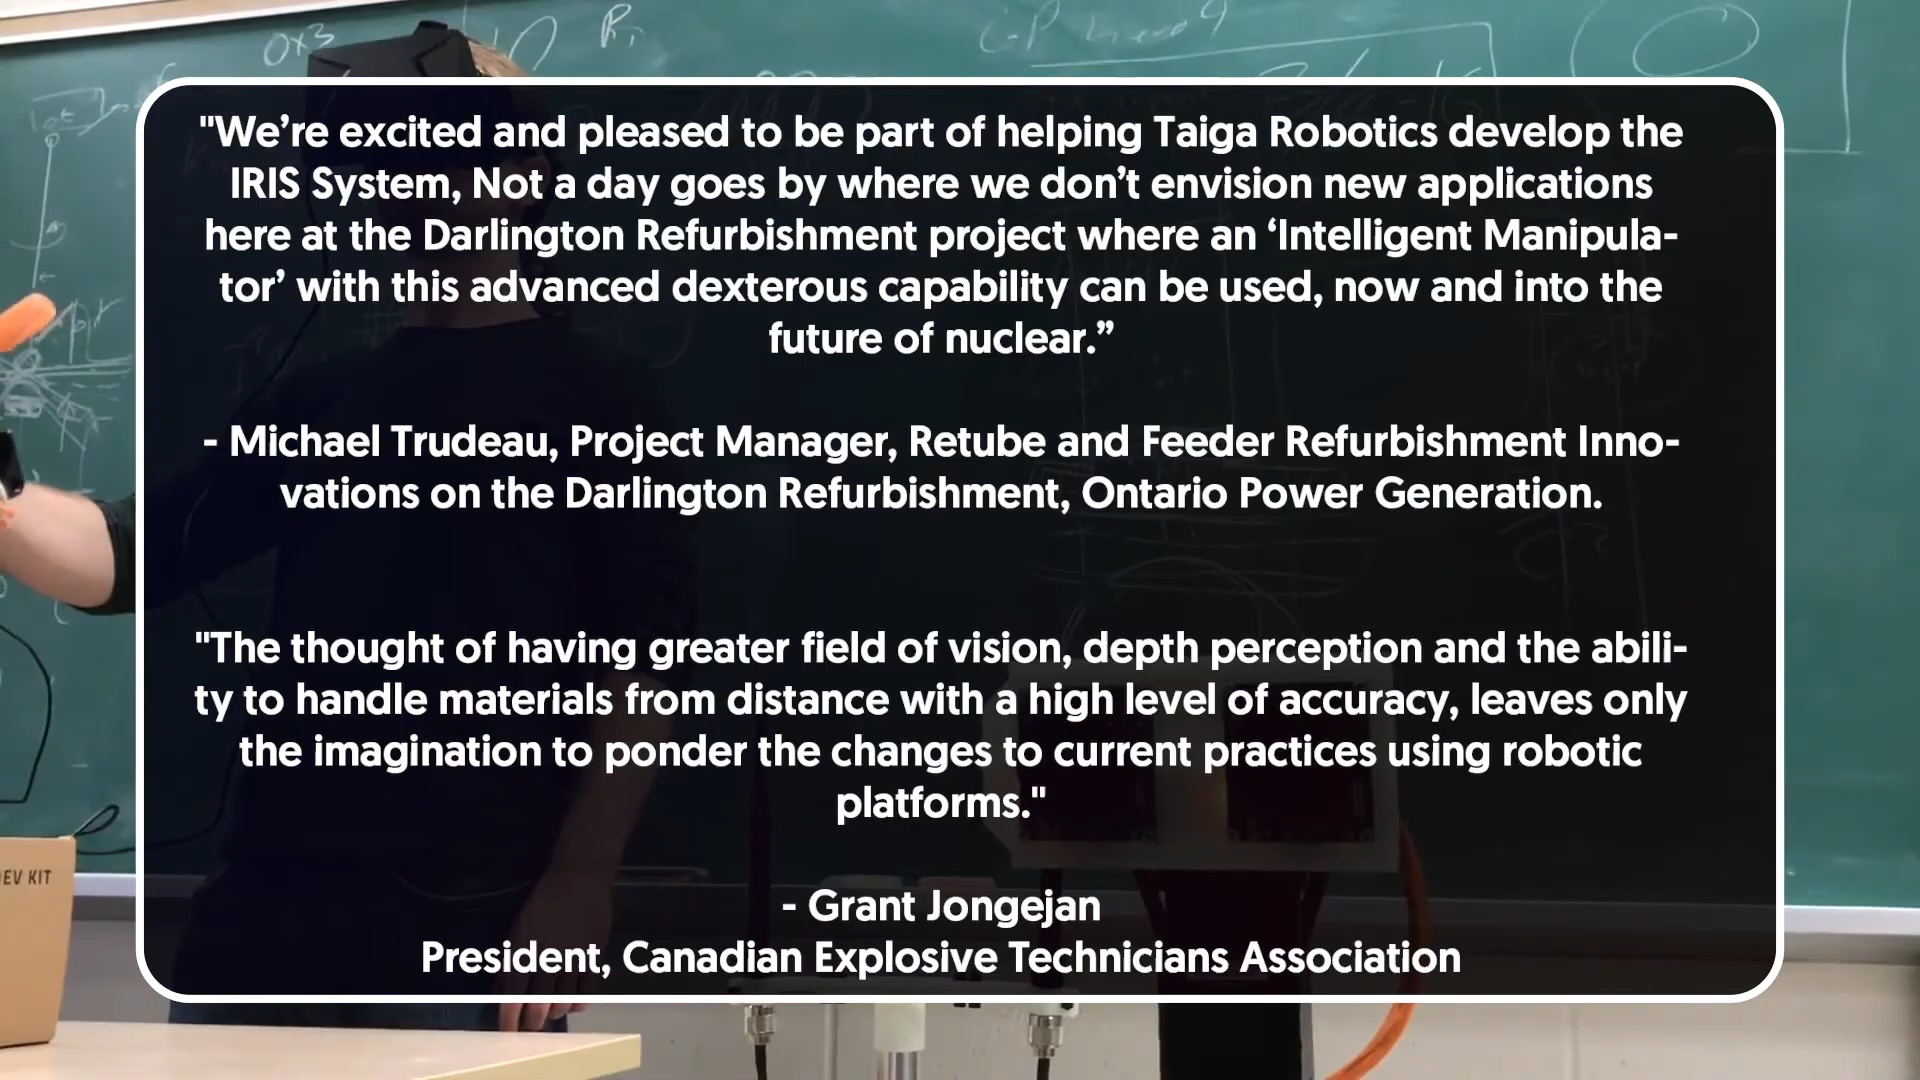 "We’re excited and pleased to be part of helping Taiga Robotics develop the
IRIS System, Not a day goes by where we don’t envision new applications
here at the Darlington Refurbishment project where an ‘Intelligent Manipula-
tor’ with this advanced dexterous capability can be used, now and into the
future of nuclear.”
- Michael Trudeau, Project Manager, Retube and Feeder Refurbishment Inno-
vations on the Darlington Refurbishment, Ontario Power Generation.
"The thought of having greater field of vision, depth perception and the abili-
ty to handle materials from distance with a high level of accuracy, leaves only
the imagination to ponder the changes to current practices using robotic
platforms."
- Grant Jongejan
President, Canadian Explosive Technicians Association
EV KIT